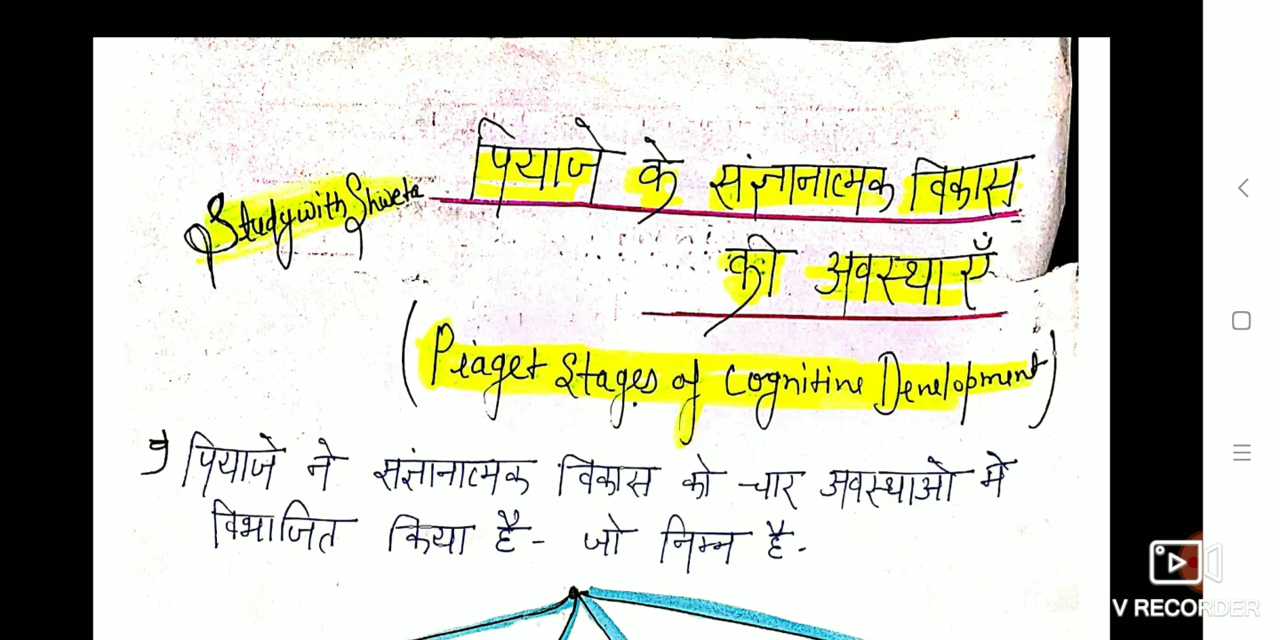 पियाजे के संज्ञानात्मक विकास
Study with Shweta
की अवस्थाएँ
(Piaget Stages of Cognitive Development)
पियाजे ने संज्ञानात्मक विकास को चार अवस्थाओ मे
विभाजित किया है - जो निम्न है -
V RECORDER